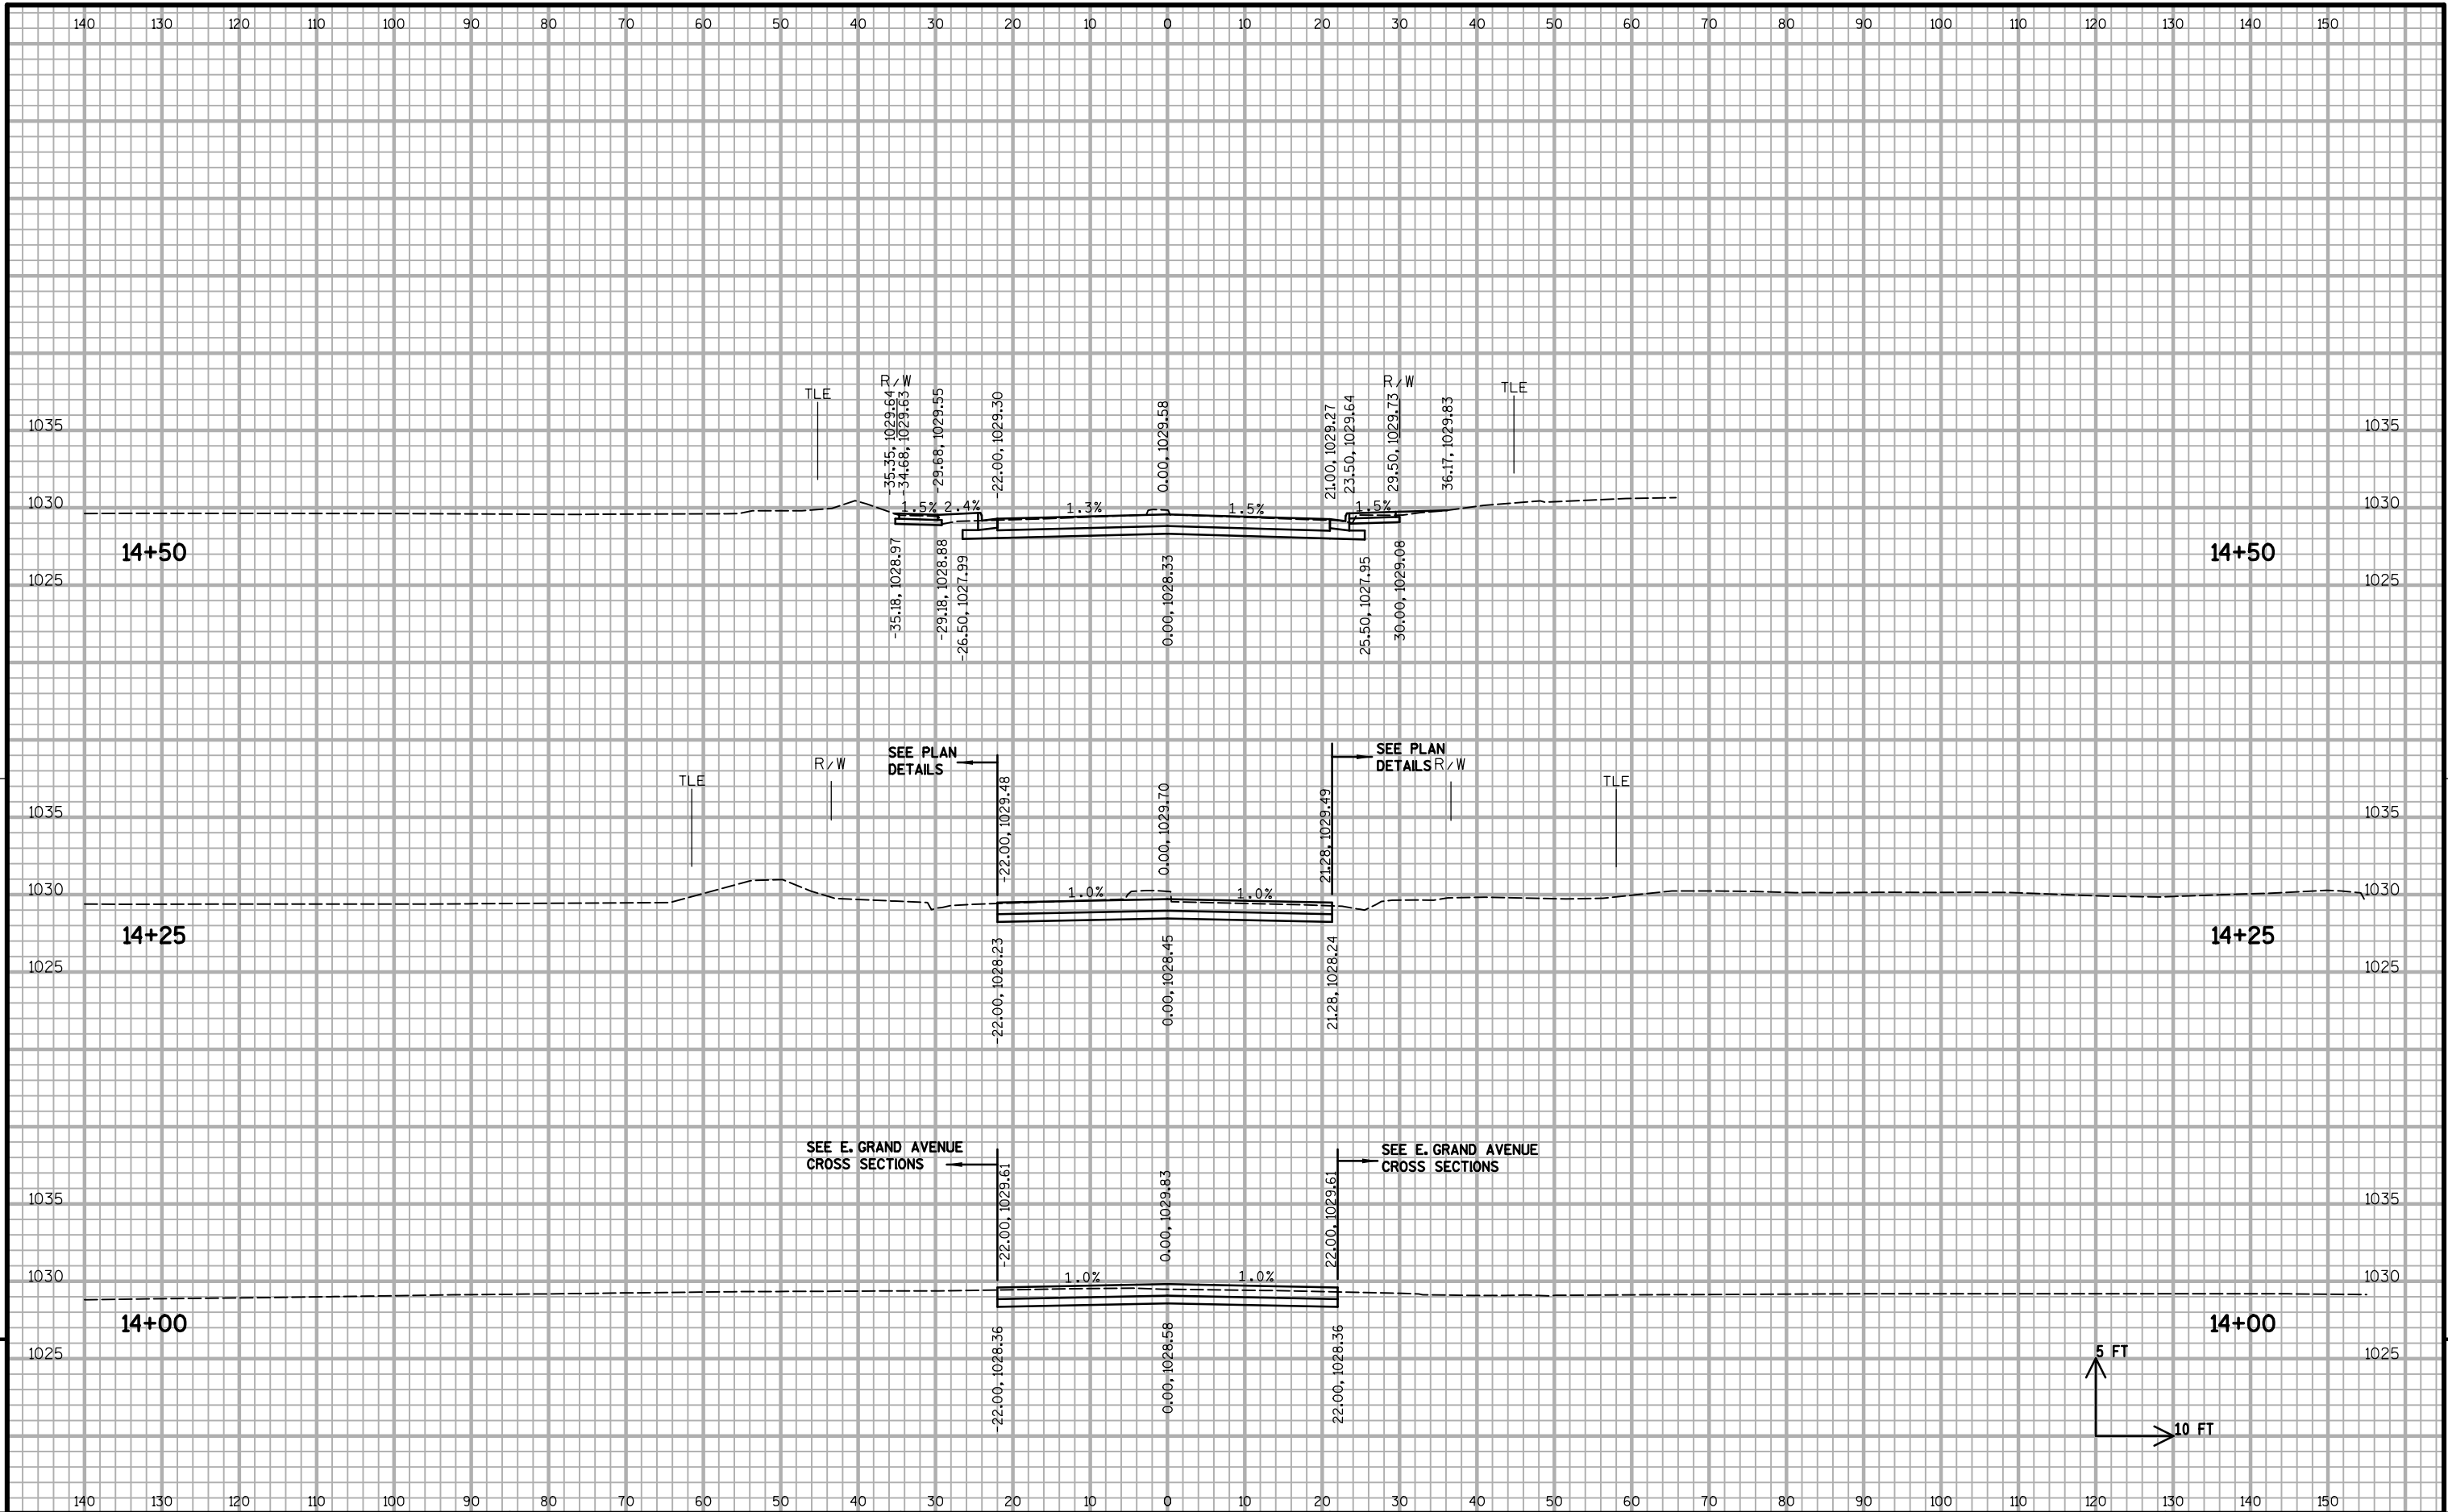 140 130 120 110 100 90 80 70 60 50 40 30 20 10 0 10 20 30 40 50 60 70 80 90 100 110 120 130 140 150
TLE
R/W
-35.35, 1029.64
-34.68, 1029.63
-29.68, 1029.55
-22.00, 1029.30
0.00, 1029.58
21.00, 1029.27
23.50, 1029.64
R/W
29.50, 1029.73
36.17, 1029.83
TLE
1035 1035
1030 1030
1.5% 2.4% 1.3% 1.5% 1.5%
14+50 14+50
1025 1025
-35.18, 1028.97
-29.18, 1028.88
-26.50, 1027.99
0.00, 1028.33
25.50, 1027.95
30.00, 1029.08
SEE PLAN
DETAILS
SEE PLAN
DETAILS
TLE
R/W
R/W
TLE
-22.00, 1029.48
0.00, 1029.70
21.28, 1029.49
1035 1035
1030 1030
1.0% 1.0%
14+25 14+25
1025 1025
-22.00, 1028.23
0.00, 1028.45
21.28, 1028.24
SEE E. GRAND AVENUE
CROSS SECTIONS
SEE E. GRAND AVENUE
CROSS SECTIONS
-22.00, 1029.61
0.00, 1029.83
22.00, 1029.61
1035 1035
1030 1030
1.0% 1.0%
14+00 14+00
1025 1025
-22.00, 1028.36
0.00, 1028.58
22.00, 1028.36
5 FT
10 FT
140 130 120 110 100 90 80 70 60 50 40 30 20 10 0 10 20 30 40 50 60 70 80 90 100 110 120 130 140 150